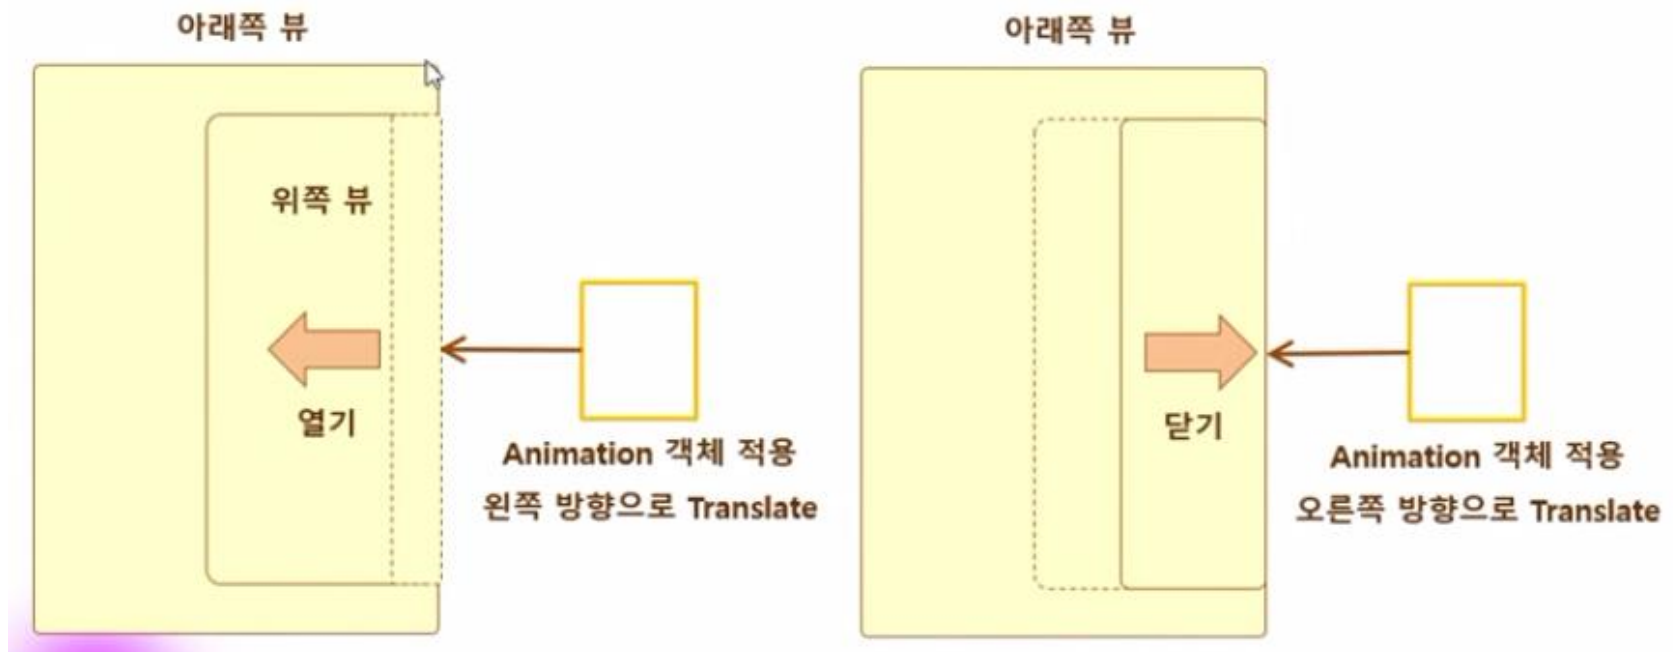 아래쪽 뷰
위쪽 뷰
열기
Animation 객체 적용
왼쪽 방향으로 Translate
아래쪽 뷰
닫기
Animation 객체 적용
오른쪽 방향으로 Translate